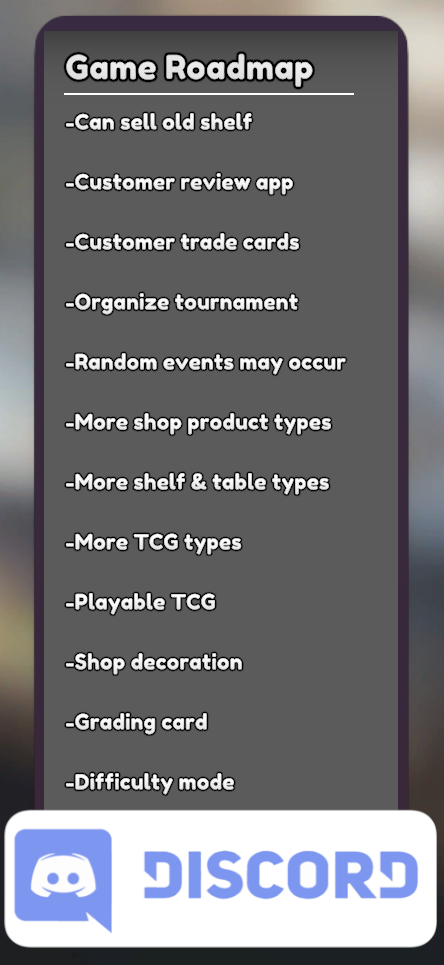 Game Roadmap
-Can sell old shelf
-Customer review app
-Customer trade cards
-Organize tournament
-Random events may occur
-More shop product types
-More shelf & table types
-More TCG types
-Playable TCG
-Shop decoration
-Grading card
-Difficulty mode
DISCORD